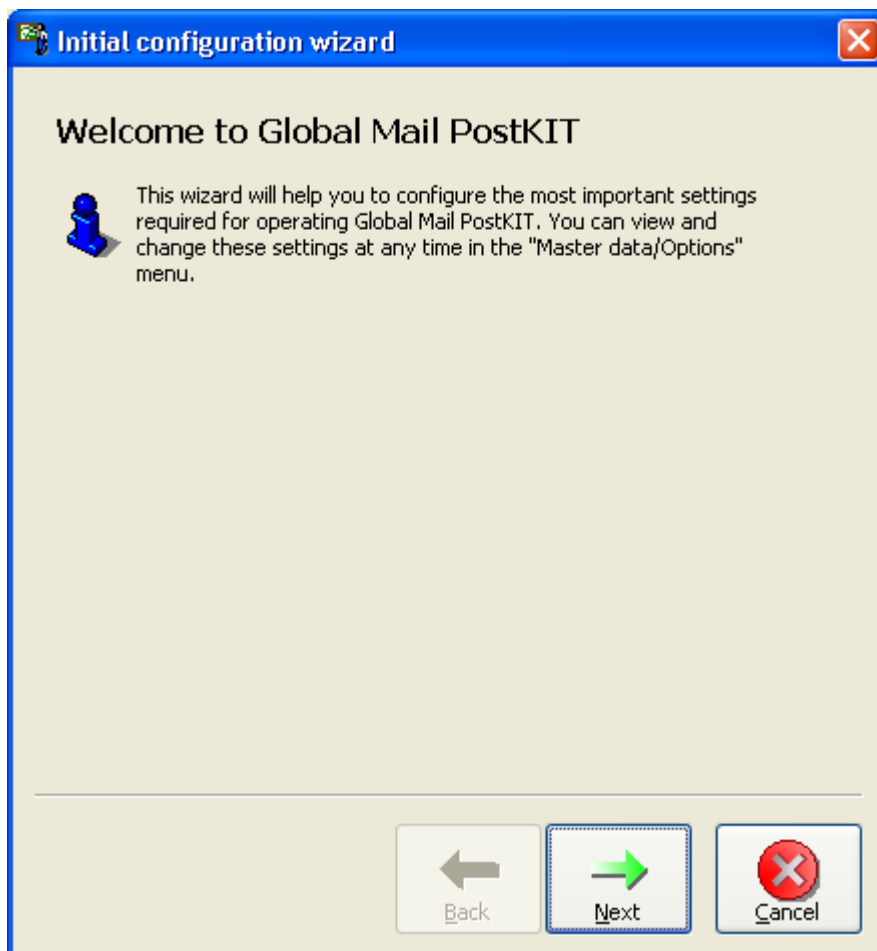 Initial configuration wizard
Welcome to Global Mail PostKIT
This wizard will help you to configure the most important settings
required for operating Global Mail PostKIT. You can view and
change these settings at any time in the "Master data/Options"
menu.
Back
Next
Cancel